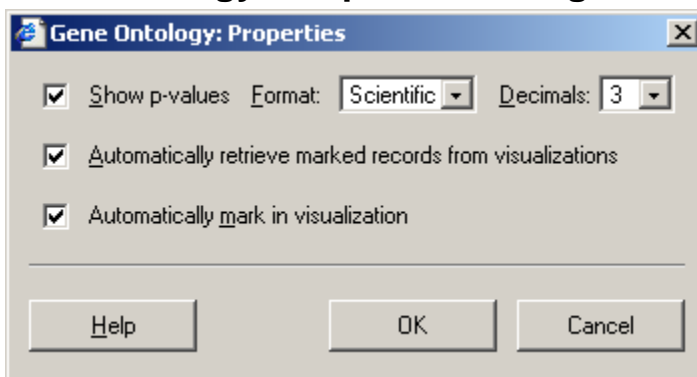 Gene Ontology: Properties
Show p-values Format: Scientific Decimals: 3
Automatically retrieve marked records from visualizations
Automatically mark in visualization
Help OK Cancel